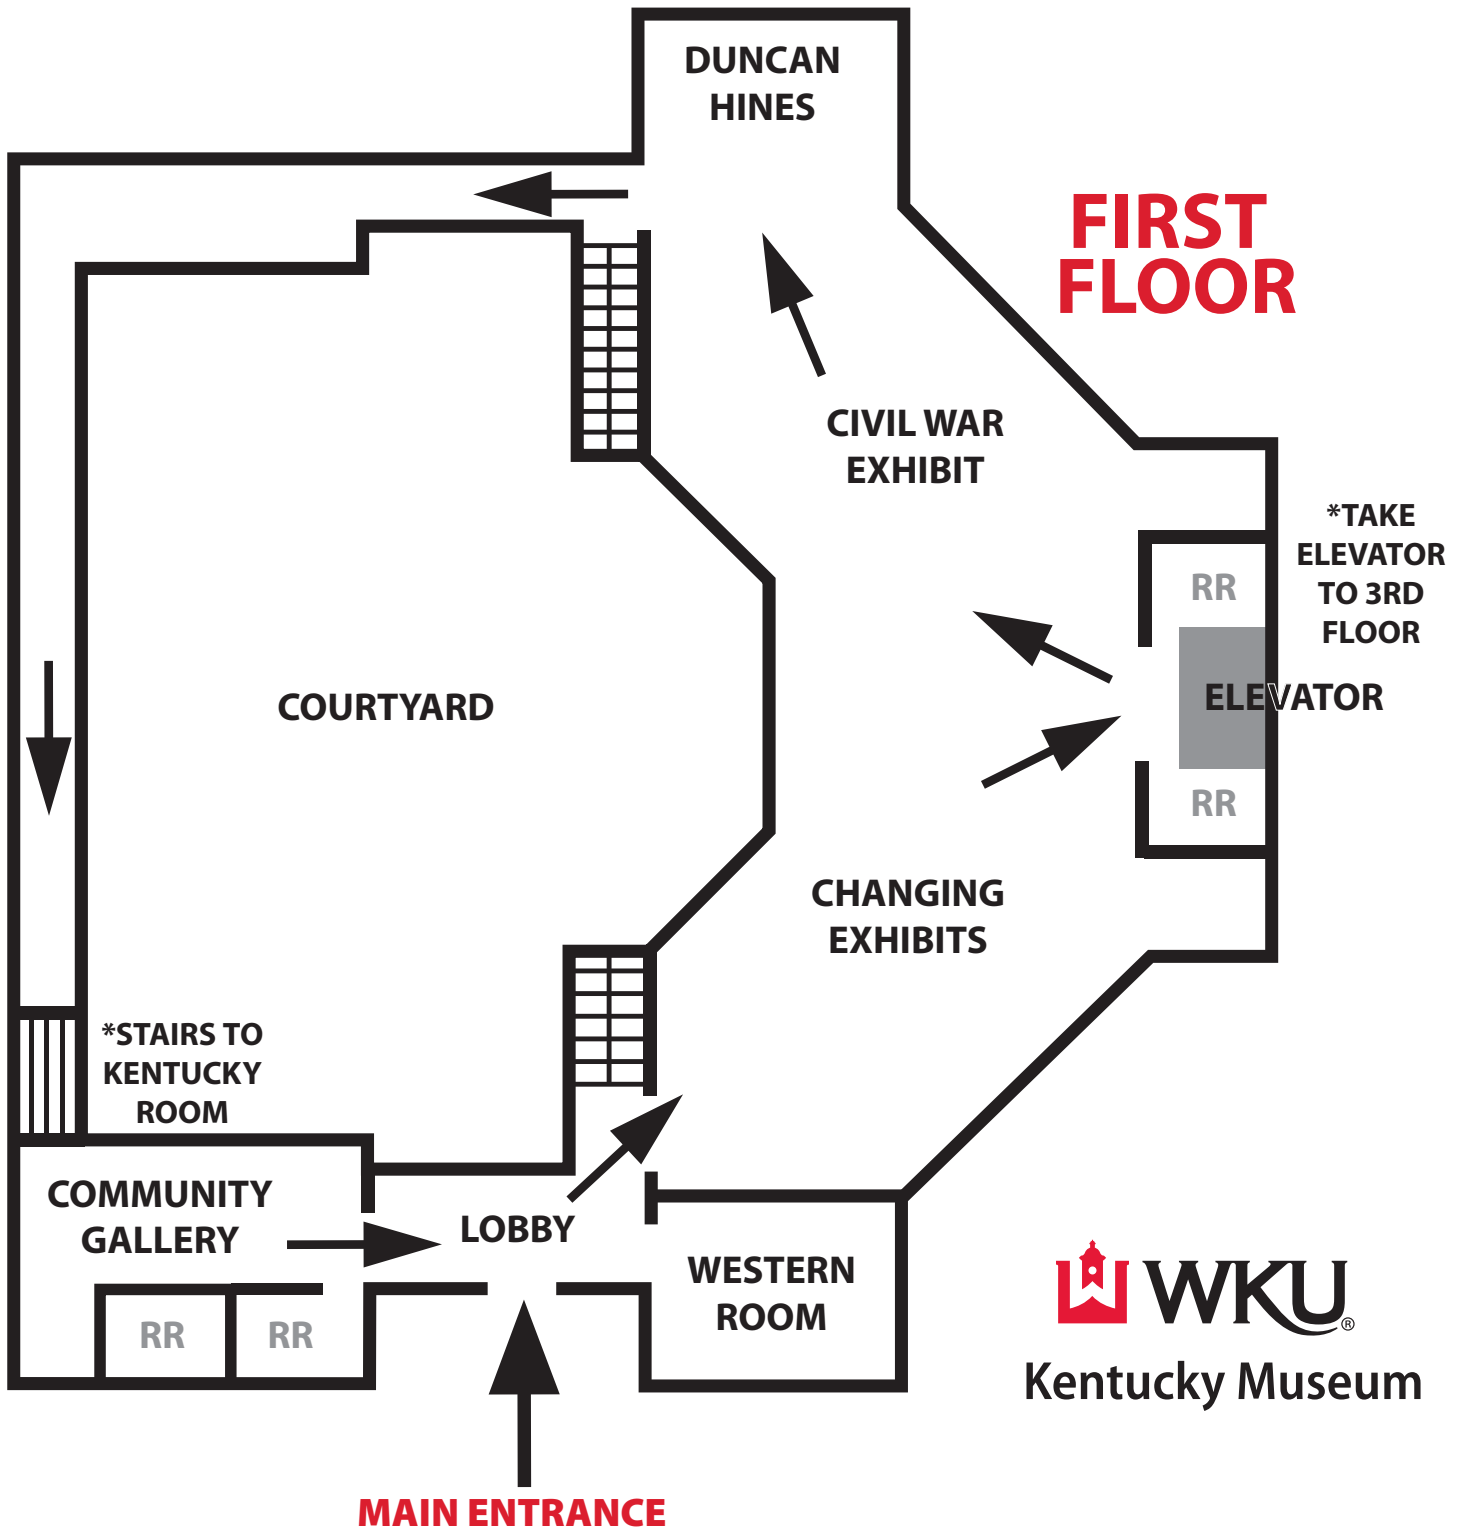 DUNCAN
HINES
FIRST
FLOOR
CIVIL WAR
EXHIBIT
*TAKE
ELEVATOR
TO 3RD
FLOOR
RR
ELEVATOR
RR
COURTYARD
CHANGING
EXHIBITS
*STAIRS TO
KENTUCKY
ROOM
COMMUNITY
GALLERY
LOBBY
WESTERN
ROOM
RR
RR
WKU®
Kentucky Museum
MAIN ENTRANCE